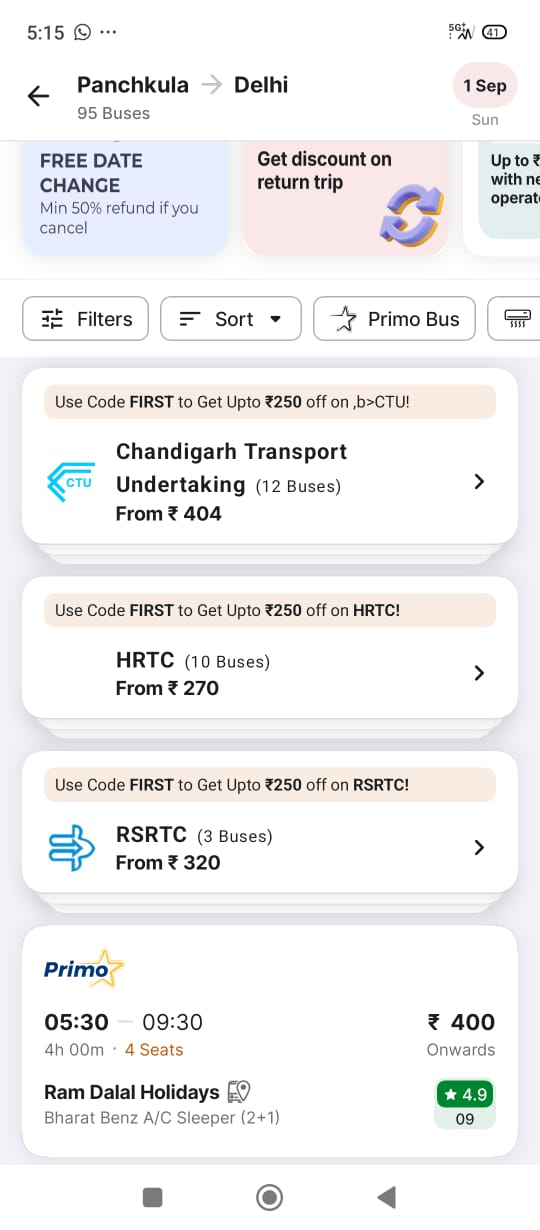 5:15
5G+ 41
Panchkula → Delhi
95 Buses
1 Sep
Sun
FREE DATE
CHANGE
Min 50% refund if you
cancel
Get discount on
return trip
Up to ₹
with ne
operat
Filters
Sort
Primo Bus
Use Code FIRST to Get Upto ₹250 off on ,b>CTU!
CTU
Chandigarh Transport
Undertaking (12 Buses)
From ₹ 404
Use Code FIRST to Get Upto ₹250 off on HRTC!
HRTC (10 Buses)
From ₹ 270
Use Code FIRST to Get Upto ₹250 off on RSRTC!
RSRTC (3 Buses)
From ₹ 320
Primo
05:30 — 09:30
₹ 400
4h 00m · 4 Seats
Onwards
Ram Dalal Holidays
★ 4.9
Bharat Benz A/C Sleeper (2+1)
09